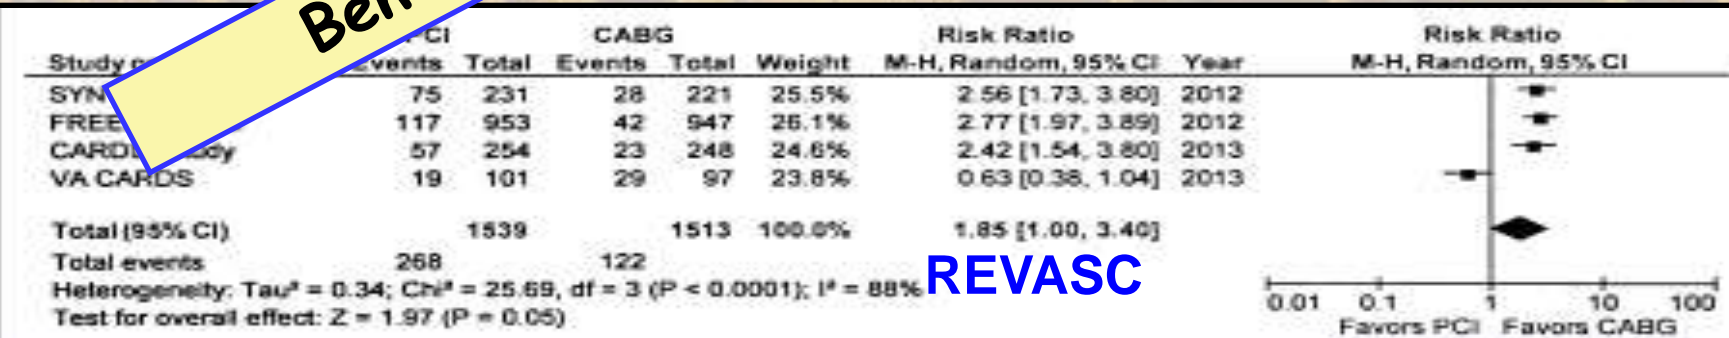 Ben
PCI CABG Risk Ratio Risk Ratio
Study Events Total Events Total Weight M-H, Random, 95% CI Year M-H, Random, 95% CI
SYN 75 231 28 221 25.5% 2.56 [1.73, 3.80] 2012
FREE 117 953 42 947 26.1% 2.77 [1.97, 3.89] 2012
CARDI dy 57 254 23 248 24.6% 2.42 [1.54, 3.80] 2013
VA CARDS 19 101 29 97 23.8% 0.63 [0.38, 1.04] 2013
Total (95% CI) 1539 1513 100.0% 1.85 [1.00, 3.40]
Total events 268 122
Heterogeneity: Tau² = 0.34; Chi² = 25.69, df = 3 (P < 0.0001); I² = 88% REVASC
Test for overall effect: Z = 1.97 (P = 0.05)
0.01 0.1 1 10 100
Favors PCI Favors CABG